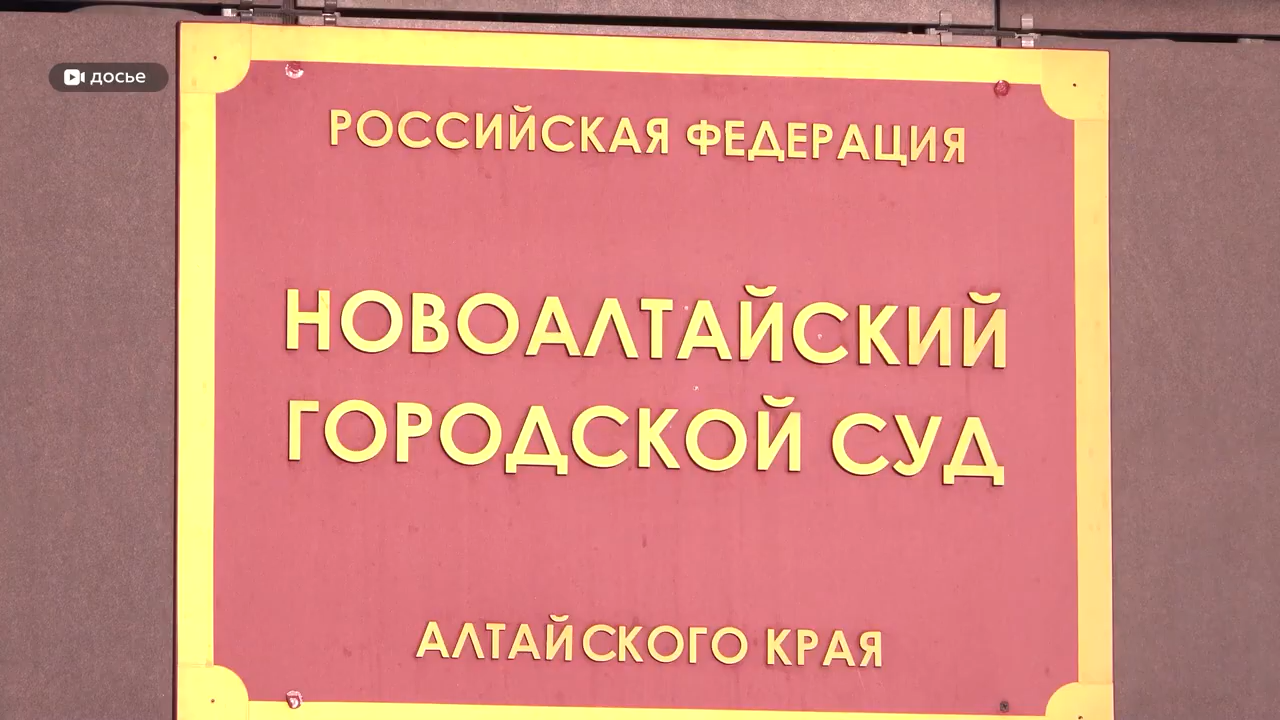 досье
РОССИЙСКАЯ ФЕДЕРАЦИЯ
НОВОАЛТАЙСКИЙ
ГОРОДСКОЙ СУД
АЛТАЙСКОГО КРАЯ